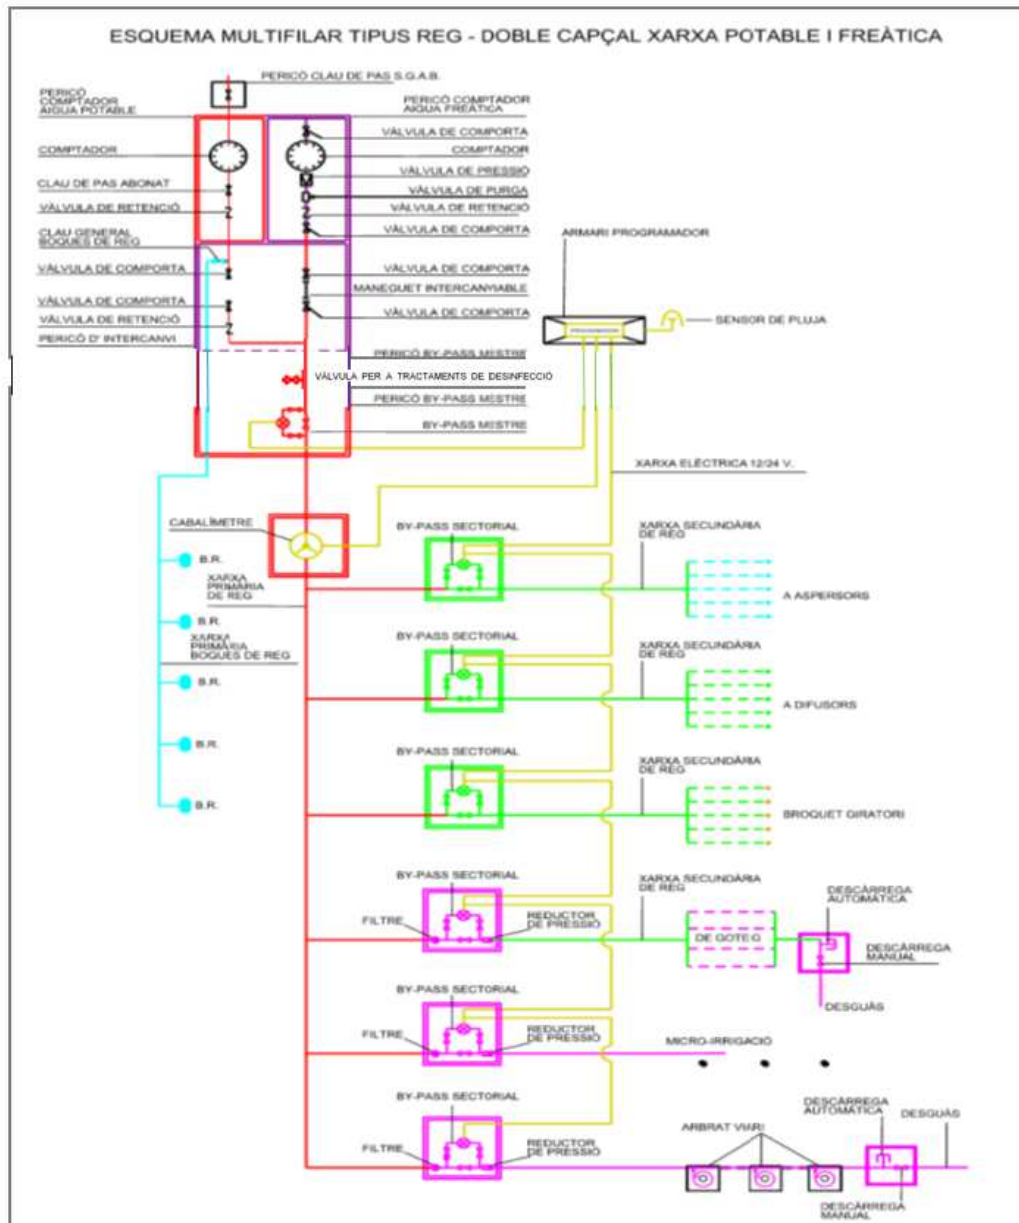 ESQUEMA MULTIFILAR TIPUS REG - DOBLE CAPÇAL XARXA POTABLE I FREÀTICA
PERICÓ CLAU DE PAS S.G.A.B.
PERICÓ
COMPTADOR
AIGUA POTABLE
COMPTADOR
CLAU DE PAS ABONAT
VÀLVULA DE RETENCIÓ
CLAU GENERAL
BOQUES DE REG
VÀLVULA DE COMPORTA
VÀLVULA DE COMPORTA
VÀLVULA DE RETENCIÓ
PERICÓ D' INTERCANVI
PERICÓ COMPTADOR
AIGUA FREÀTICA
VÀLVULA DE COMPORTA
COMPTADOR
VÀLVULA DE PRESSIÓ
VÀLVULA DE PURGA
VÀLVULA DE RETENCIÓ
VÀLVULA DE COMPORTA
VÀLVULA DE COMPORTA
MANEGUET INTERCANVIABLE
VÀLVULA DE COMPORTA
PERICÓ BY-PASS MESTRE
VÀLVULA PER A TRACTAMENTS DE DESINFECCIÓ
PERICÓ BY-PASS MESTRE
BY-PASS MESTRE
ARMARI PROGRAMADOR
PROGRAMADOR
SENSOR DE PLUJA
XARXA ELÈCTRICA 12/24 V.
CABALÍMETRE
B.R.
XARXA
PRIMÀRIA
DE REG
B.R.
XARXA
PRIMÀRIA
BOQUES DE REG
B.R.
B.R.
B.R.
BY-PASS SECTORIAL
XARXA SECUNDÀRIA
DE REG
A ASPERSORS
BY-PASS SECTORIAL
XARXA SECUNDÀRIA
DE REG
A DIFUSORS
BY-PASS SECTORIAL
XARXA SECUNDÀRIA
DE REG
BROQUET GIRATORI
BY-PASS SECTORIAL
FILTRE
REDUCTOR
DE PRESSIÓ
XARXA SECUNDÀRIA
DE REG
DE GOTEIG
DESCÀRREGA
AUTOMÀTICA
DESCÀRREGA
MANUAL
DESGUÀS
BY-PASS SECTORIAL
FILTRE
REDUCTOR
DE PRESSIÓ
MICRO-IRRIGACIÓ
BY-PASS SECTORIAL
FILTRE
REDUCTOR
DE PRESSIÓ
ARBRAT VIARI
DESCÀRREGA
AUTOMÀTICA
DESGUÀS
DESCÀRREGA
MANUAL